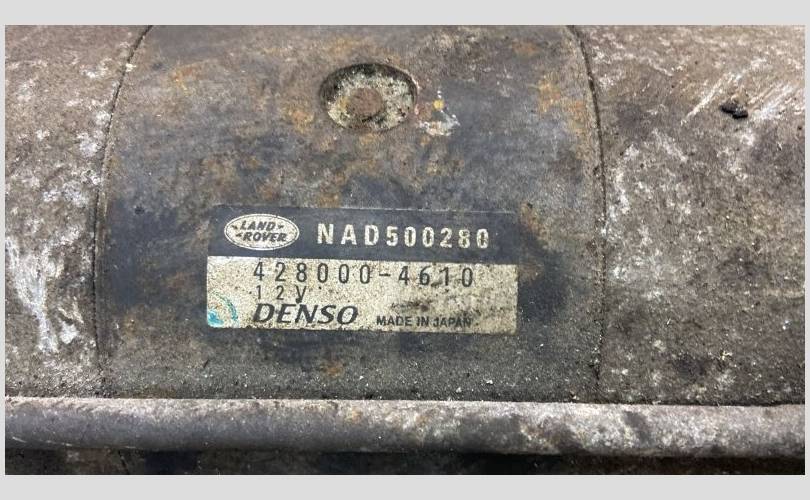 LAND-
-ROVER
NAD500280
428000-4610
12V
DENSO MADE IN JAPAN